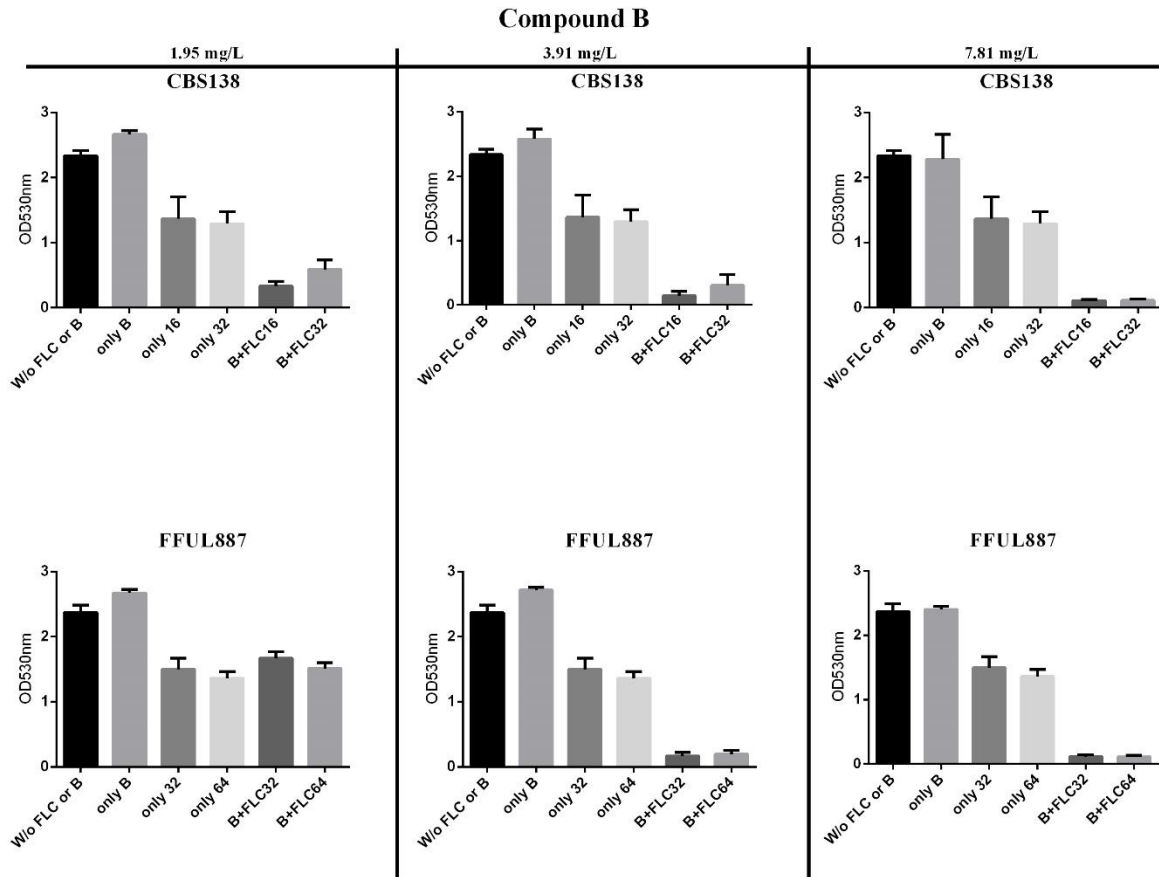 Compound B
1.95 mg/L
3.91 mg/L
7.81 mg/L
CBS138
3
2
1
0
OD530nm
W/o FLC or B
only B
only 16
only 32
B+FLC16
B+FLC32
CBS138
3
2
1
0
OD530nm
W/o FLC or B
only B
only 16
only 32
B+FLC16
B+FLC32
CBS138
3
2
1
0
OD530nm
W/o FLC or B
only B
only 16
only 32
B+FLC16
B+FLC32
FFUL887
3
2
1
0
OD530nm
W/o FLC or B
only B
only 32
only 64
B+FLC32
B+FLC64
FFUL887
3
2
1
0
OD530nm
W/o FLC or B
only B
only 32
only 64
B+FLC32
B+FLC64
FFUL887
3
2
1
0
OD530nm
W/o FLC or B
only B
only 32
only 64
B+FLC32
B+FLC64